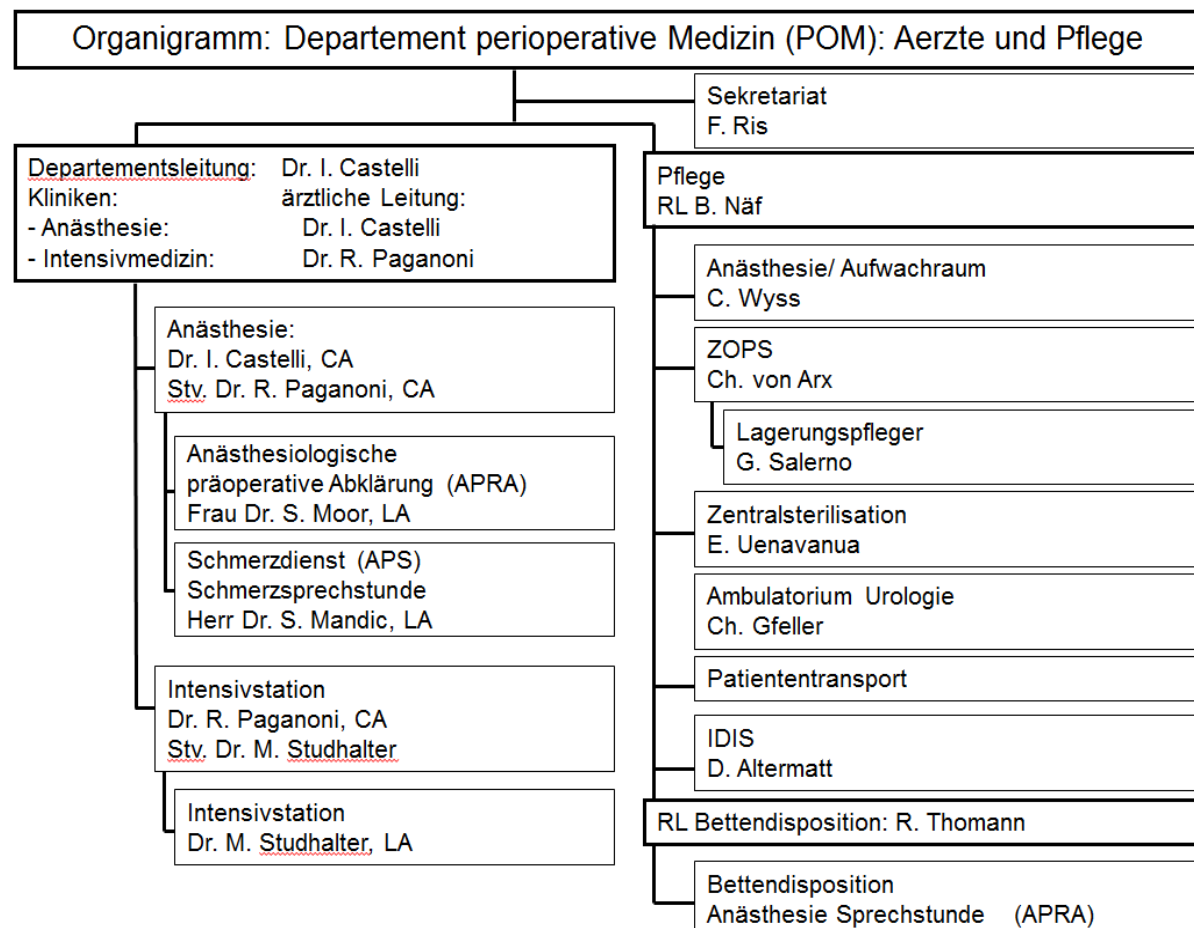 Organigramm: Departement perioperative Medizin (POM): Aerzte und Pflege
Sekretariat
F. Ris
Departementsleitung: Dr. I. Castelli
Kliniken: ärztliche Leitung:
- Anästhesie: Dr. I. Castelli
- Intensivmedizin: Dr. R. Paganoni
Anästhesie:
Dr. I. Castelli, CA
Stv. Dr. R. Paganoni, CA
Anästhesiologische
präoperative Abklärung (APRA)
Frau Dr. S. Moor, LA
Schmerzdienst (APS)
Schmerzsprechstunde
Herr Dr. S. Mandic, LA
Intensivstation
Dr. R. Paganoni, CA
Stv. Dr. M. Studhalter
Intensivstation
Dr. M. Studhalter, LA
Pflege
RL B. Näf
Anästhesie/ Aufwachraum
C. Wyss
ZOPS
Ch. von Arx
Lagerungspfleger
G. Salerno
Zentralsterilisation
E. Uenavanua
Ambulatorium Urologie
Ch. Gfeller
Patiententransport
IDIS
D. Altermatt
RL Bettendisposition: R. Thomann
Bettendisposition
Anästhesie Sprechstunde (APRA)